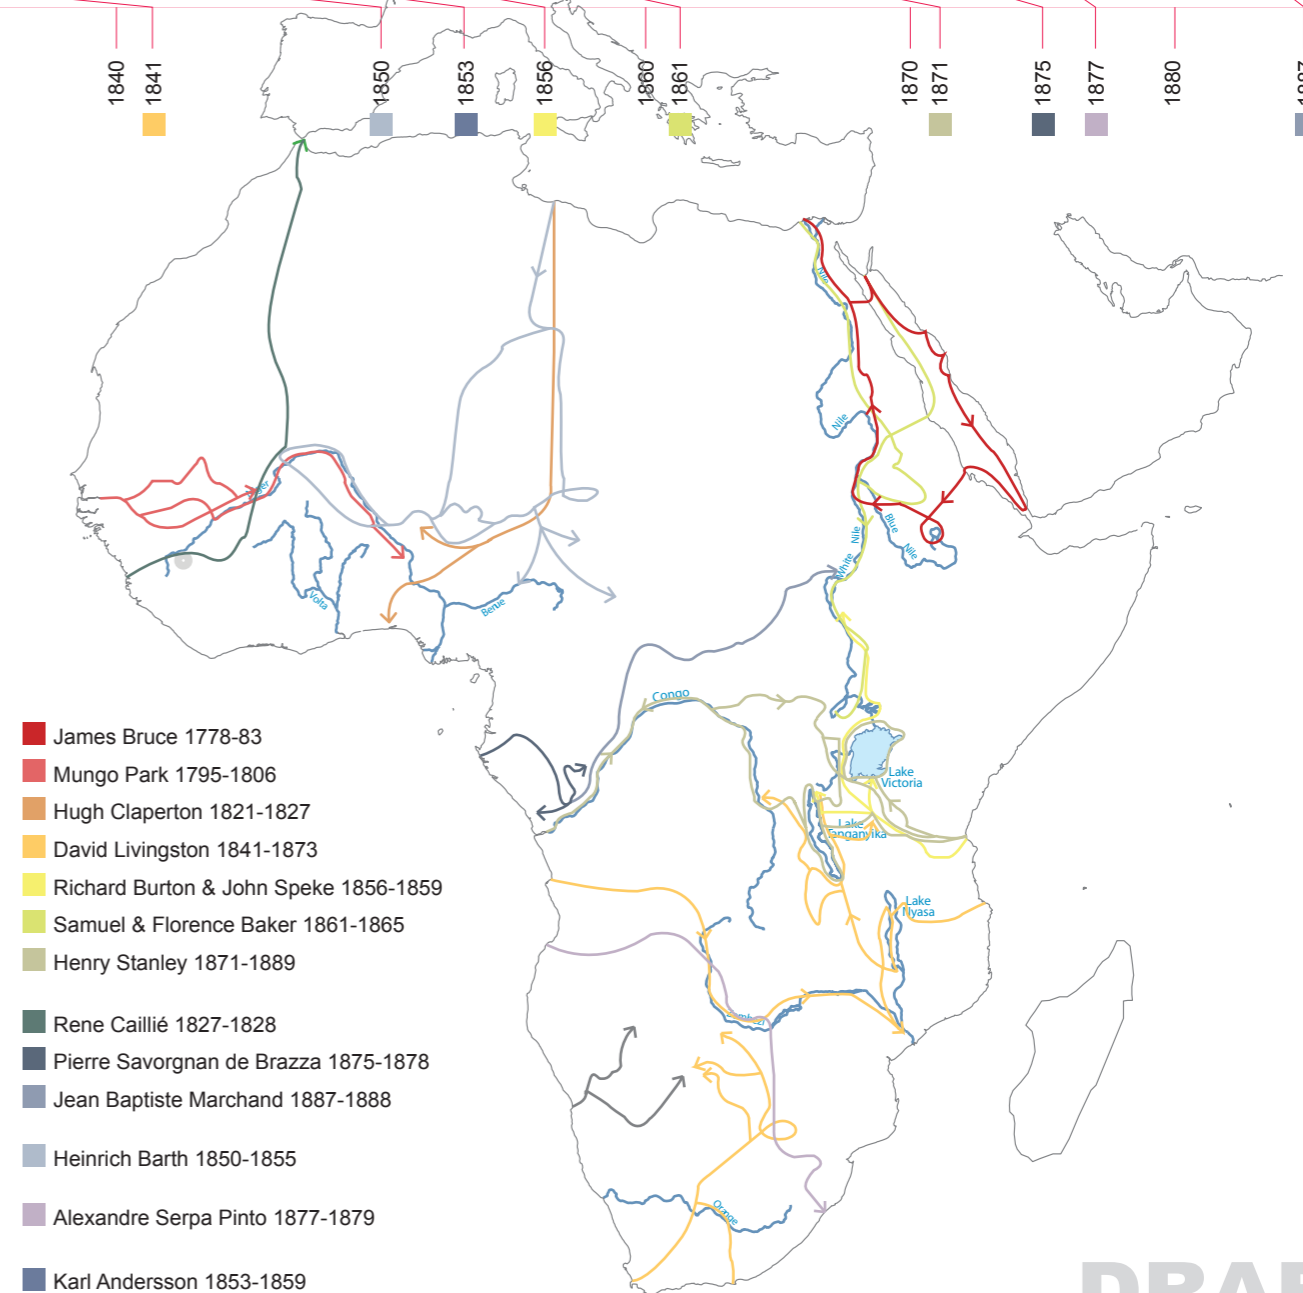 1840
1841
1850
1853
1856
1860
1861
1870
1871
1875
1877
1880
Nile
Nile
Blue
Nile
White
Nile
Volta
Benue
Congo
Lake
Victoria
Lake
Tanganyika
Lake
Nyasa
Zambezi
Orange
James Bruce 1778-83
Mungo Park 1795-1806
Hugh Claperton 1821-1827
David Livingston 1841-1873
Richard Burton & John Speke 1856-1859
Samuel & Florence Baker 1861-1865
Henry Stanley 1871-1889
Rene Caillié 1827-1828
Pierre Savorgnan de Brazza 1875-1878
Jean Baptiste Marchand 1887-1888
Heinrich Barth 1850-1855
Alexandre Serpa Pinto 1877-1879
Karl Andersson 1853-1859